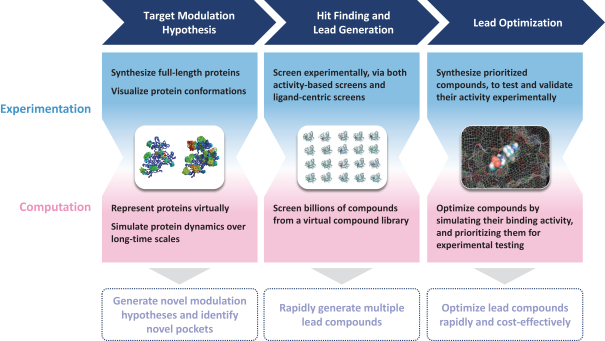 Target Modulation
Hypothesis
Hit Finding and
Lead Generation
Lead Optimization
Experimentation
Synthesize full-length proteins
Visualize protein conformations
Screen experimentally, via both
activity-based screens and
ligand-centric screens
Synthesize prioritized
compounds, to test and validate
their activity experimentally
Computation
Represent proteins virtually
Simulate protein dynamics over
long-time scales
Screen billions of compounds
from a virtual compound library
Optimize compounds by
simulating their binding activity,
and prioritizing them for
experimental testing
Generate novel modulation
hypotheses and identify
novel pockets
Rapidly generate multiple
lead compounds
Optimize lead compounds
rapidly and cost-effectively